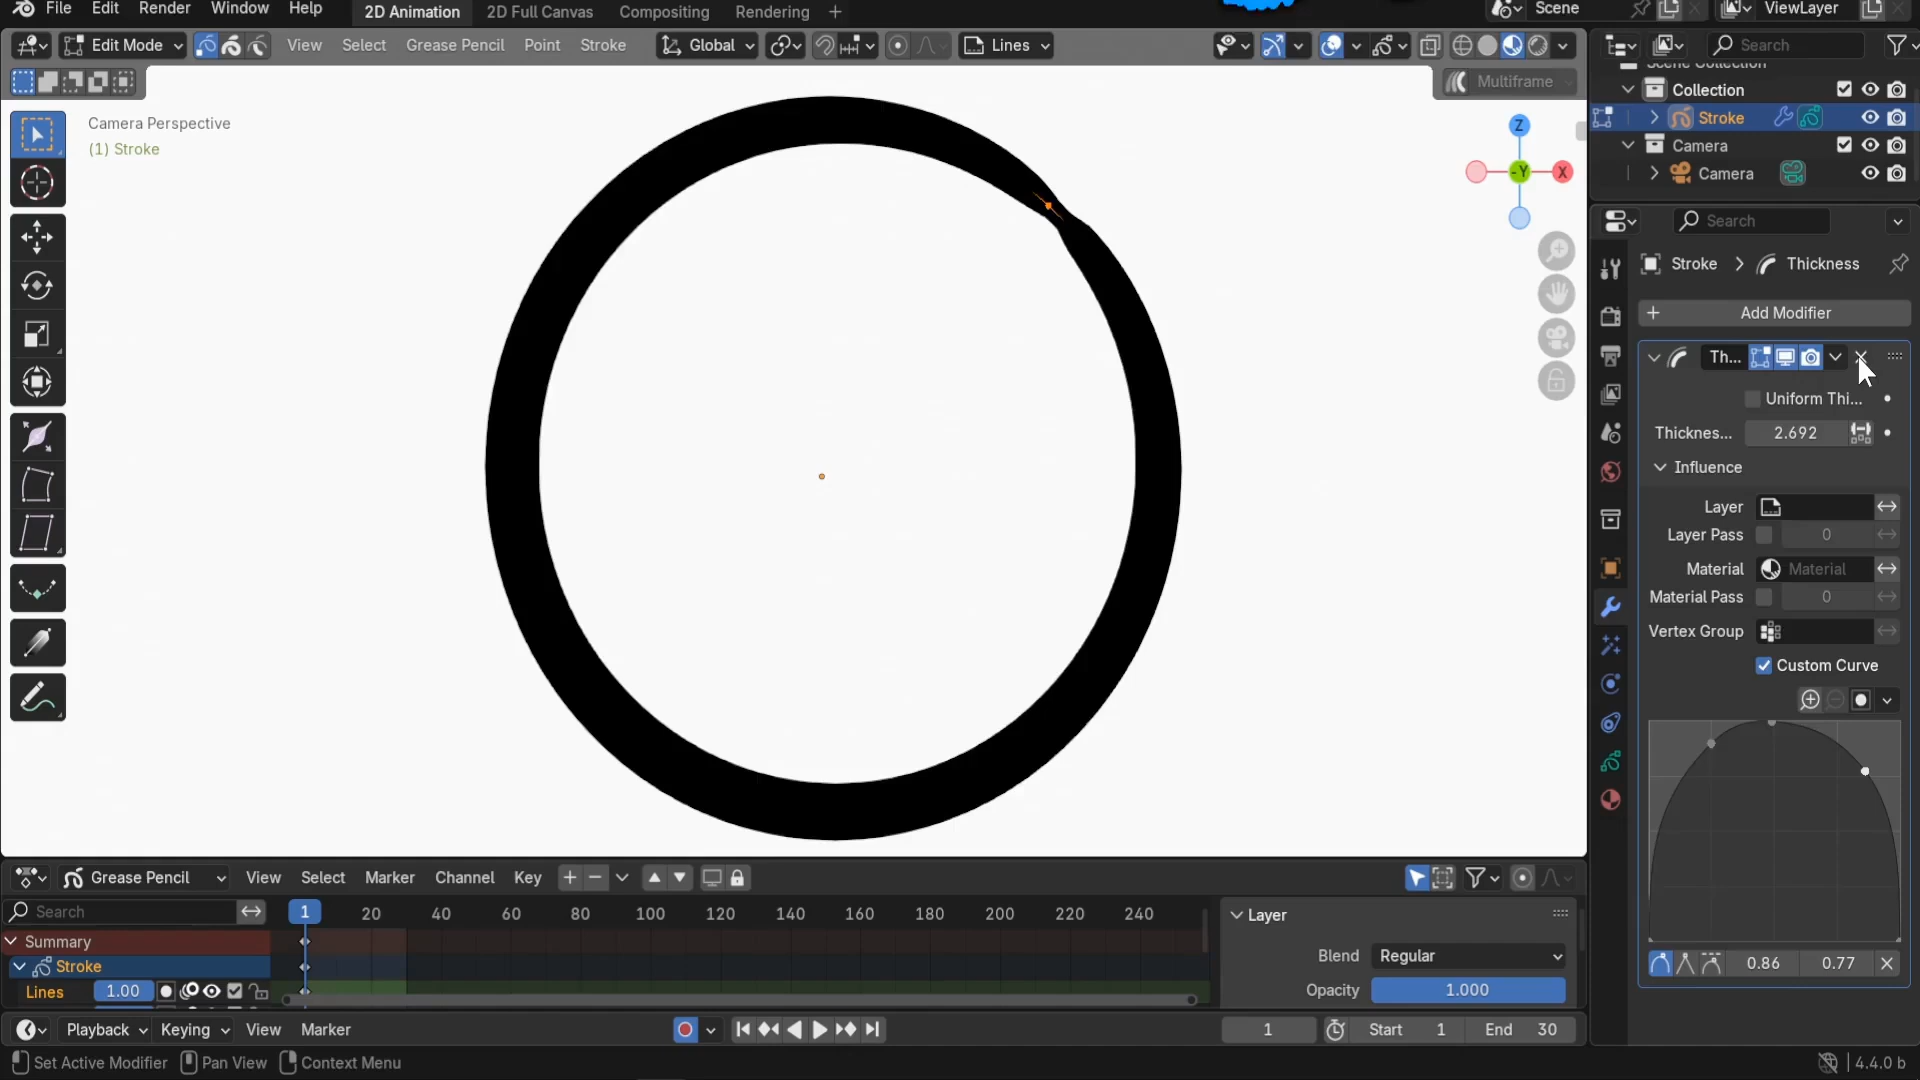 File Edit Render Window Help 2D Animation 2D Full Canvas Compositing Rendering + Scene ViewLayer
Edit Mode View Select Grease Pencil Point Stroke Global Lines Search
Scene Collection
Multiframe
Collection
Camera Perspective
(1) Stroke
Stroke
Camera
Camera
Z
X
-Y
Search
Stroke > Thickness
+ Add Modifier
Th...
Uniform Thi...
Thicknes... 2.692
Influence
Layer
Layer Pass 0
Material Material
Material Pass 0
Vertex Group
Custom Curve
0.86 0.77
Grease Pencil View Select Marker Channel Key
Search 1 20 40 60 80 100 120 140 160 180 200 220 240
Layer
Summary
Blend Regular
Stroke
Lines 1.00
Opacity 1.000
Playback Keying View Marker 1 Start 1 End 30
Set Active Modifier Pan View Context Menu 4.4.0 b